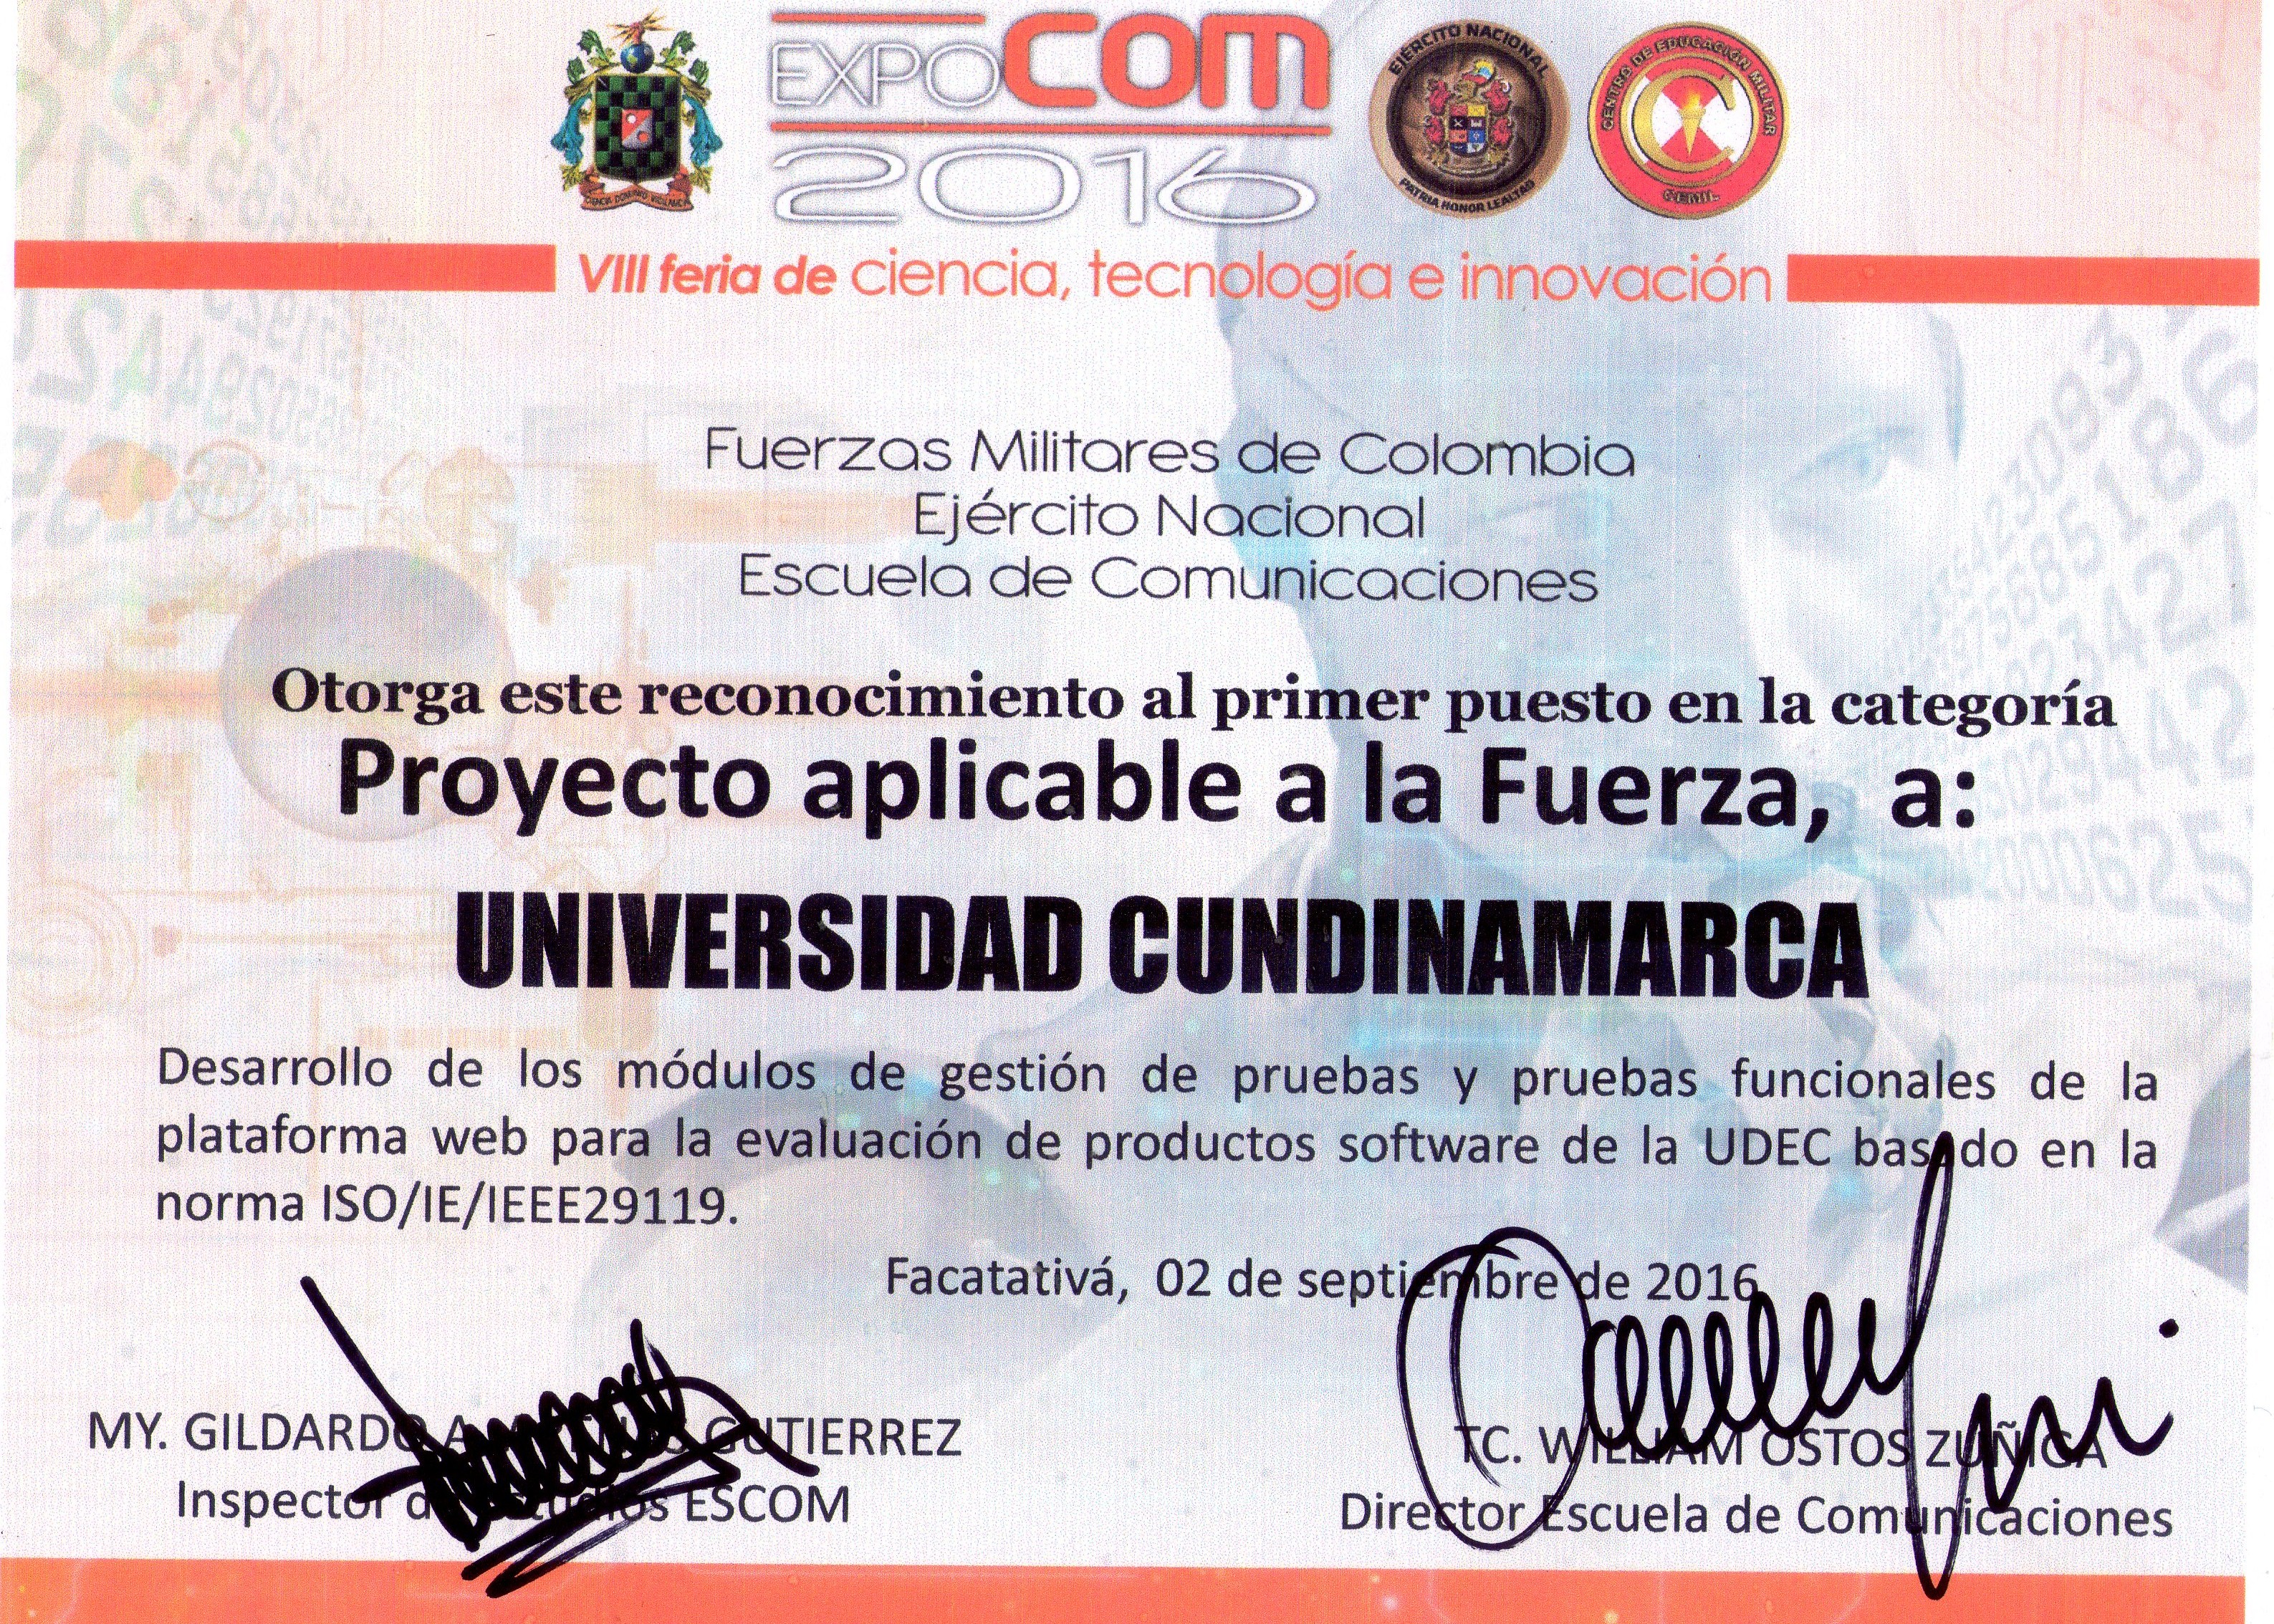 EXPOCOM
2016
EJÉRCITO NACIONAL
PATRIA HONOR LEALTAD
CENTRO DE EDUCACIÓN MILITAR
CEMIL
CIENCIA DOMINIO VIGILANCIA
VIII feria de ciencia, tecnología e innovación
Fuerzas Militares de Colombia
Ejército Nacional
Escuela de Comunicaciones
Otorga este reconocimiento al primer puesto en la categoría
Proyecto aplicable a la Fuerza, a:
UNIVERSIDAD CUNDINAMARCA
Desarrollo de los módulos de gestión de pruebas y pruebas funcionales de la
plataforma web para la evaluación de productos software de la UDEC basado en la
norma ISO/IE/IEEE29119.
Facatativá, 02 de septiembre de 2016
MY. GILDARDO GUTIERREZ
Inspector de Estudios ESCOM
TC. WILLIAM OSTOS ZUÑIGA
Director Escuela de Comunicaciones